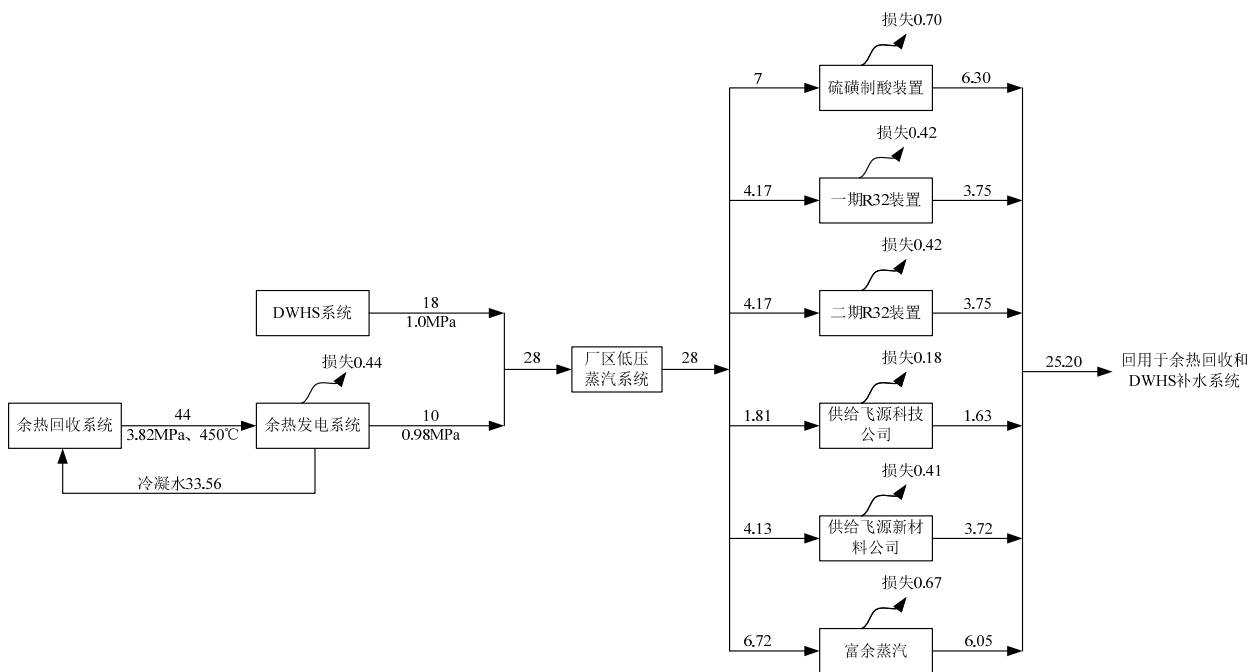 损失0.70
7
硫磺制酸装置
6.30
损失0.42
4.17
一期R32装置
3.75
损失0.42
4.17
二期R32装置
3.75
DWHS系统
18
1.0MPa
损失0.44
余热回收系统
44
3.82MPa、450℃
余热发电系统
10
0.98MPa
冷凝水33.56
28
厂区低压
蒸汽系统
28
损失0.18
1.81
供给飞源科技
公司
1.63
损失0.41
4.13
供给飞源新材
料公司
3.72
损失0.67
6.72
富余蒸汽
6.05
25.20
回用于余热回收和
DWHS补水系统